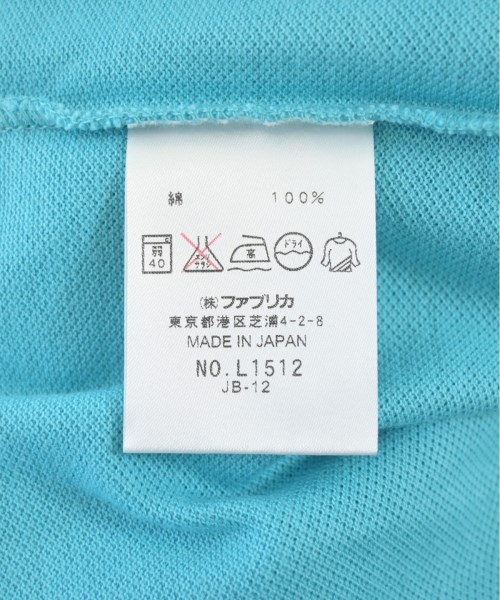 綿 100%
弱 40 エンソ サラシ 高 ドライ
(株)ファブリカ
東京都港区芝浦4-2-8
MADE IN JAPAN
NO.L1512
JB-12